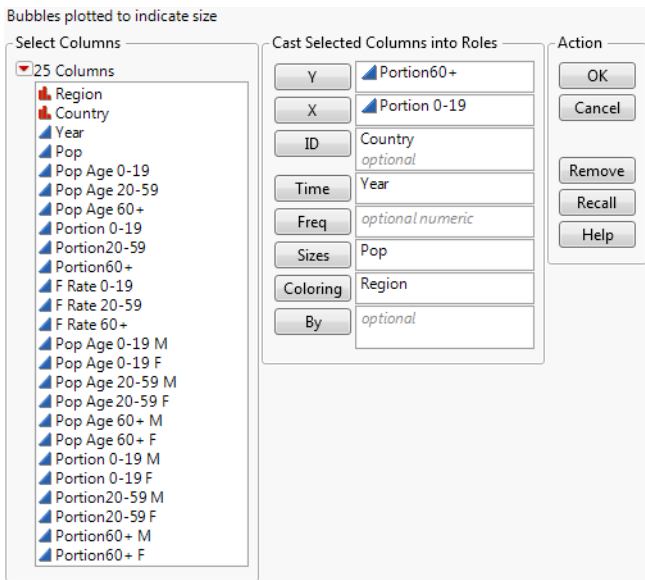 Bubbles plotted to indicate size
Select Columns
25 Columns
Region
Country
Year
Pop
Pop Age 0-19
Pop Age 20-59
Pop Age 60+
Portion 0-19
Portion20-59
Portion60+
F Rate 0-19
F Rate 20-59
F Rate 60+
Pop Age 0-19 M
Pop Age 0-19 F
Pop Age 20-59 M
Pop Age 20-59 F
Pop Age 60+ M
Pop Age 60+ F
Portion 0-19 M
Portion 0-19 F
Portion20-59 M
Portion20-59 F
Portion60+ M
Portion60+ F
Cast Selected Columns into Roles
Y
Portion60+
X
Portion 0-19
ID
Country
optional
Time
Year
Freq
optional numeric
Sizes
Pop
Coloring
Region
By
optional
Action
OK
Cancel
Remove
Recall
Help